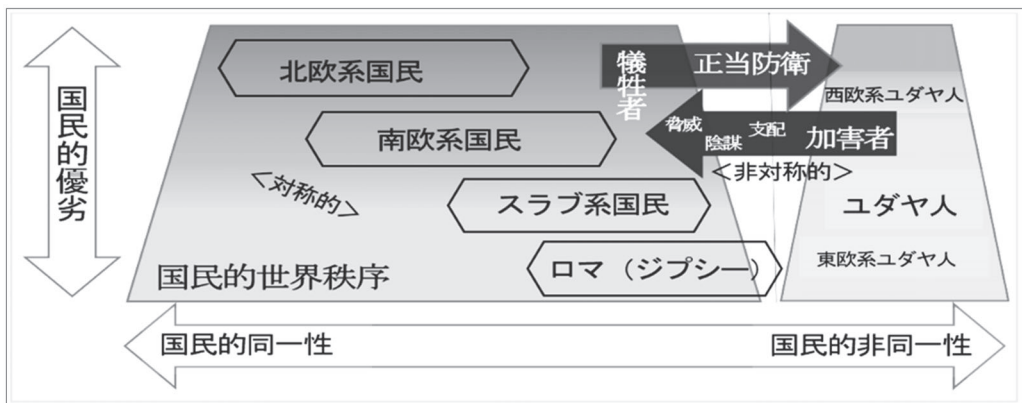 国民的優劣
北欧系国民
南欧系国民
<対称的>
スラブ系国民
ロマ（ジプシー）
国民的世界秩序
犠牲者
正当防衛
脅威
陰謀
支配
加害者
<非対称的>
西欧系ユダヤ人
ユダヤ人
東欧系ユダヤ人
国民的同一性
国民的非同一性